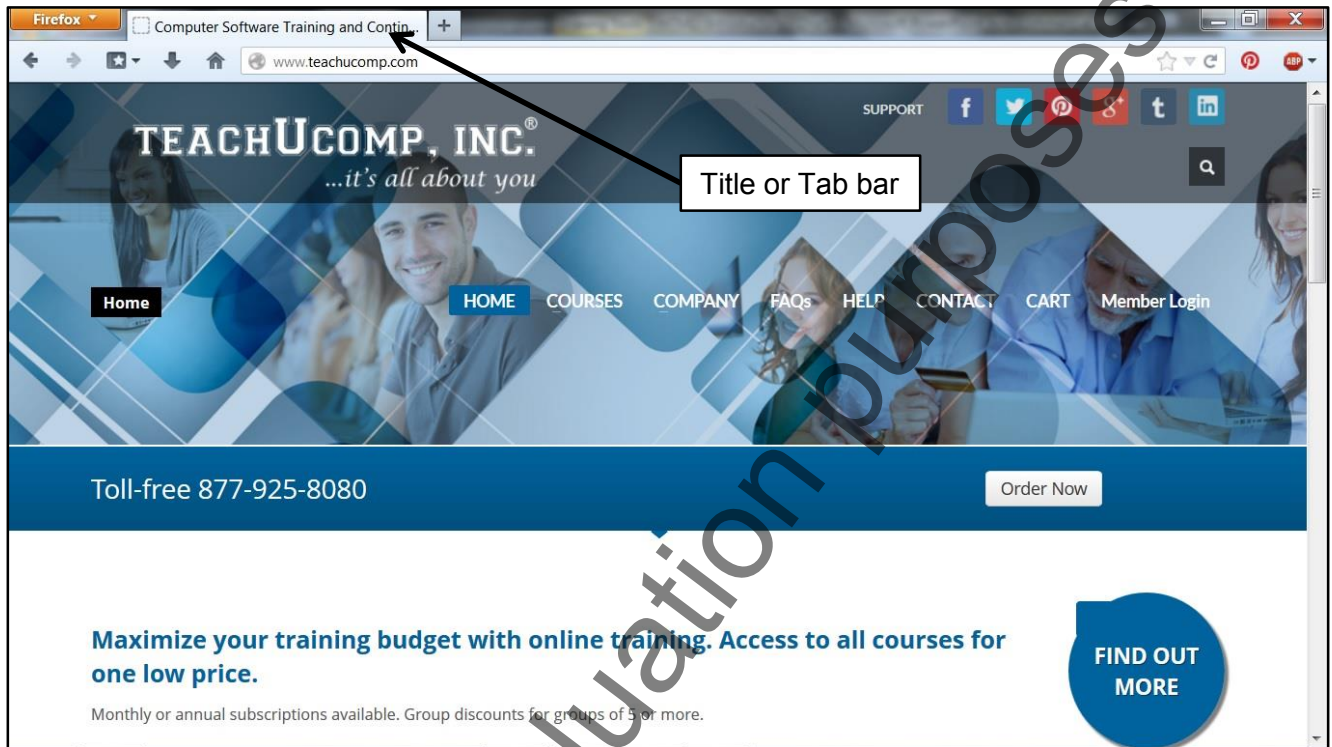 Firefox
Computer Software Training and Contin...
+
www.teachucomp.com
ABP
TEACHUCOMP, INC.®
...it's all about you
SUPPORT
f
g+
t
in
Title or Tab bar
Home
HOME COURSES COMPANY FAQs HELP CONTACT CART Member Login
Toll-free 877-925-8080
Order Now
Maximize your training budget with online training. Access to all courses for
one low price.
FIND OUT
MORE
Monthly or annual subscriptions available. Group discounts for groups of 5 or more.
purposes